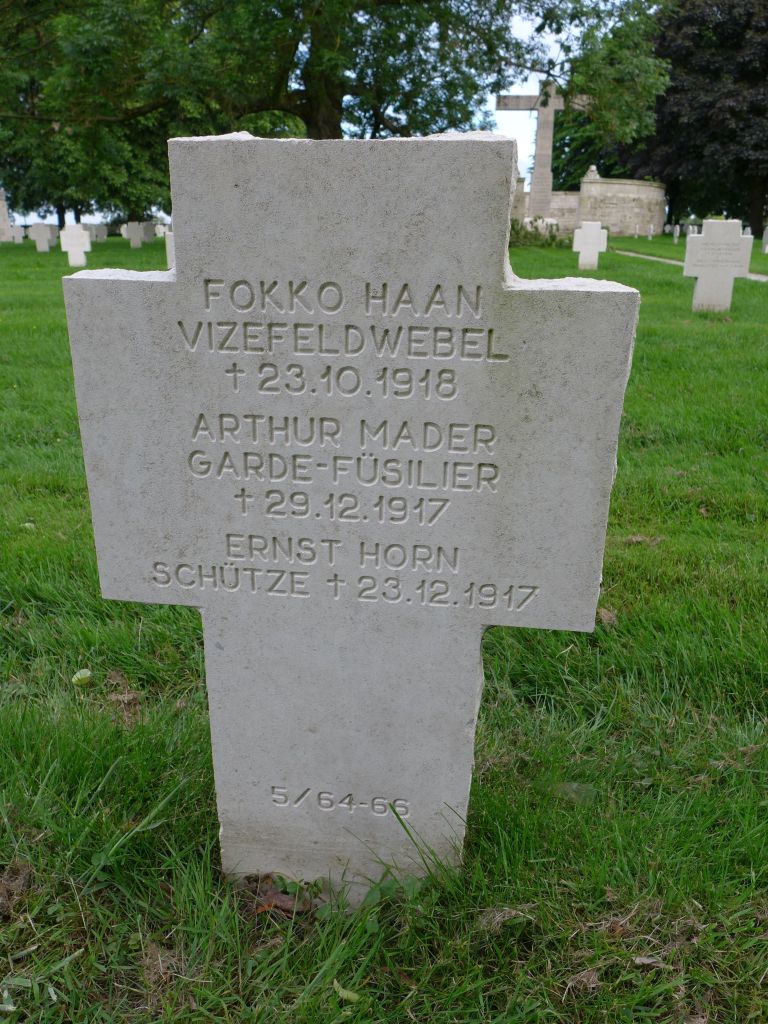 FOKKO HAAN
VIZEFELDWEBEL
† 23.10.1918
ARTHUR MADER
GARDE-FÜSILIER
† 29.12.1917
ERNST HORN
SCHÜTZE † 23.12.1917
5/64-66